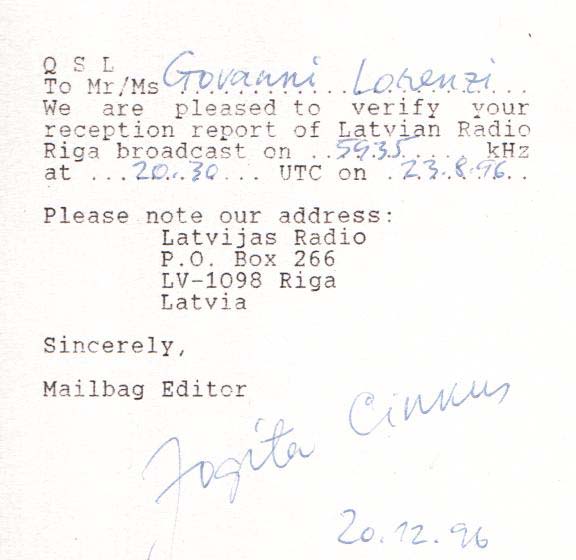 Q S L
To Mr/Ms Govanni Lorenzi
We are pleased to verify your
reception report of Latvian Radio
Riga broadcast on ..5935.... kHz
at ...20.30... UTC on .23.8.96..
Please note our address:
Latvijas Radio
P.O. Box 266
LV-1098 Riga
Latvia
Sincerely,
Mailbag Editor
Cinkus
20.12.96